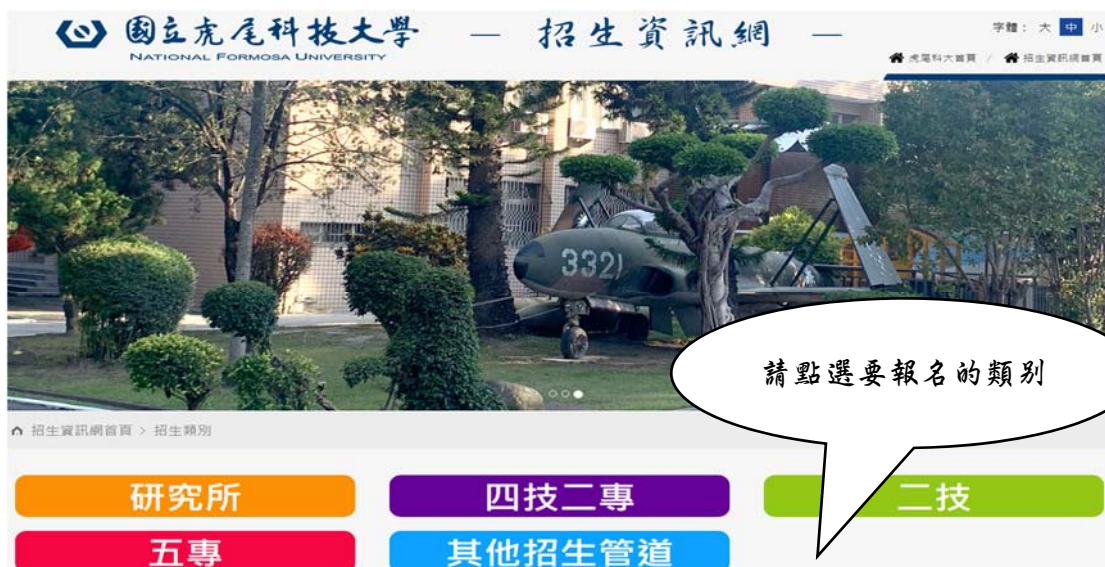 國立虎尾科技大學 — 招生資訊網 —
NATIONAL FORMOSA UNIVERSITY
字體： 大 中 小
虎尾科大首頁 / 招生資訊網首頁
3321
請點選要報名的類別
招生資訊網首頁 > 招生類別
研究所 四技二專 二技
五專 其他招生管道